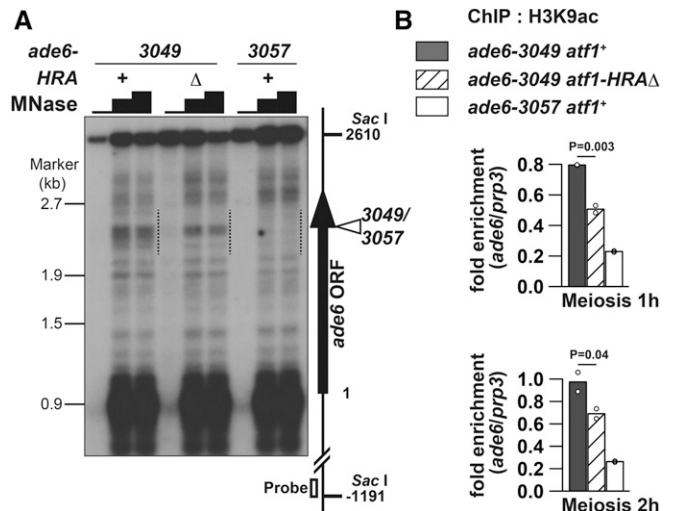 A
ade6- 3049 3057
HRA + Δ +
MNase
Marker
(kb)
2.7
1.9
1.5
0.9
Sac I
2610
3049/
3057
ade6 ORF
1
Probe
Sac I
-1191
B
ChIP : H3K9ac
ade6-3049 atf1+
ade6-3049 atf1-HRAΔ
ade6-3057 atf1+
P=0.003
fold enrichment
(ade6/prp3)
0.8
0.6
0.4
0.2
0.0
Meiosis 1h
P=0.04
fold enrichment
(ade6/prp3)
1.0
0.8
0.6
0.4
0.2
0.0
Meiosis 2h